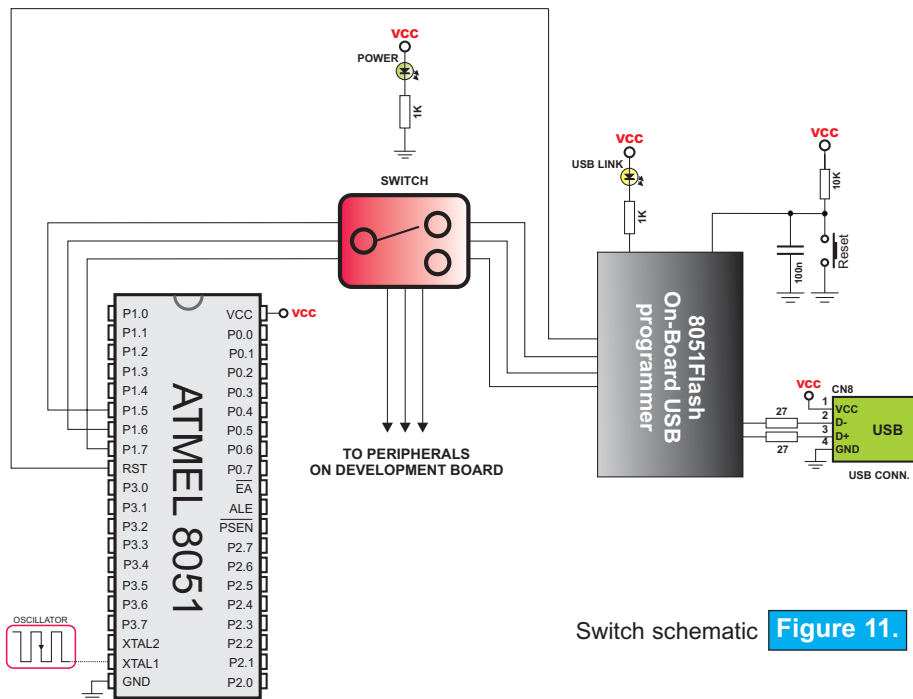 VCC
POWER
1K
SWITCH
VCC
USB LINK
1K
VCC
10K
100n
Reset
8051Flash
On-Board USB
programmer
CN8
VCC
1
2
3
4
VCC
D-
D+
GND
USB
27
27
USB CONN.
TO PERIPHERALS
ON DEVELOPMENT BOARD
ATMEL 8051
P1.0
P1.1
P1.2
P1.3
P1.4
P1.5
P1.6
P1.7
RST
P3.0
P3.1
P3.2
P3.3
P3.4
P3.5
P3.6
P3.7
XTAL2
XTAL1
GND
VCC
VCC
P0.0
P0.1
P0.2
P0.3
P0.4
P0.5
P0.6
P0.7
EA
ALE
PSEN
P2.7
P2.6
P2.5
P2.4
P2.3
P2.2
P2.1
P2.0
OSCILLATOR
Switch schematic Figure 11.